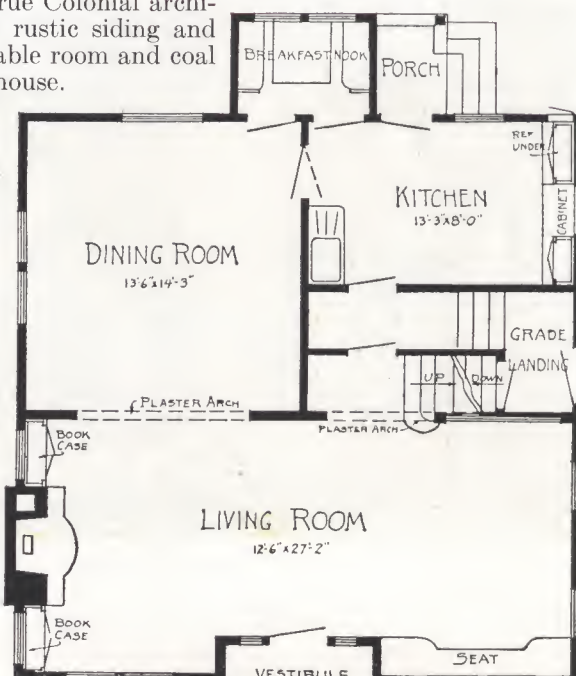 rue Colonial archi-
rustic siding and
able room and coal
house.
BREAKFAST NOOK
PORCH
REF
UNDER
KITCHEN
13'-3"x8'-0"
CABINET
DINING ROOM
13'6"x14'-3"
GRADE
LANDING
UP
DOWN
PLASTER ARCH
PLASTER ARCH
BOOK
CASE
LIVING ROOM
12'-6"x27'-2"
BOOK
CASE
SEAT
VESTIBULE